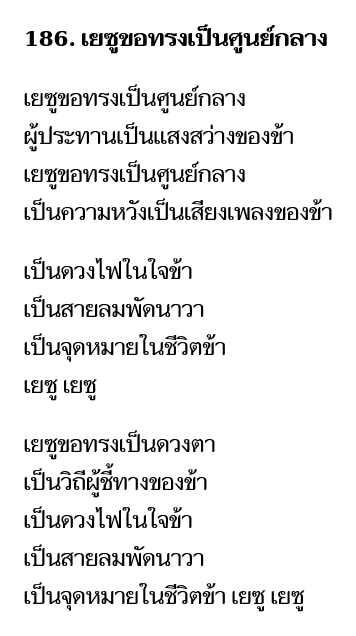 186. เยซูขอทรงเป็นศูนย์กลาง
เยซูขอทรงเป็นศูนย์กลาง
ผู้ประทานเป็นแสงสว่างของข้า
เยซูขอทรงเป็นศูนย์กลาง
เป็นความหวังเป็นเสียงเพลงของข้า
เป็นดวงไฟในใจข้า
เป็นสายลมพัดนาวา
เป็นจุดหมายในชีวิตข้า
เยซู เยซู
เยซูขอทรงเป็นดวงตา
เป็นวิถีผู้ชี้ทางของข้า
เป็นดวงไฟในใจข้า
เป็นสายลมพัดนาวา
เป็นจุดหมายในชีวิตข้า เยซู เยซู